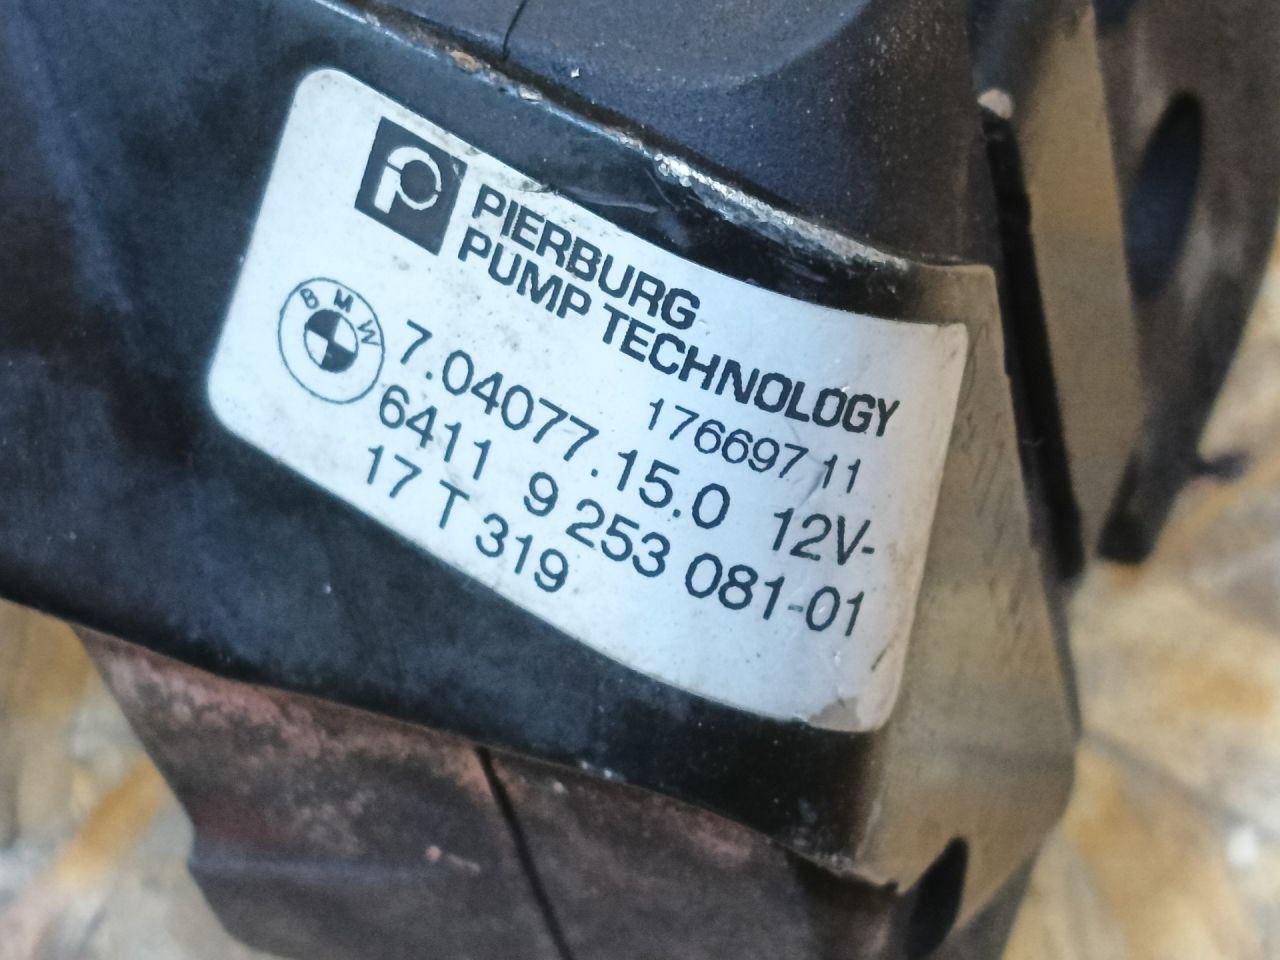 PIERBURG
PUMP TECHNOLOGY
176697 11
BMW
7.04077.15.0 12V-
6411 9 253 081-01
17 T 319